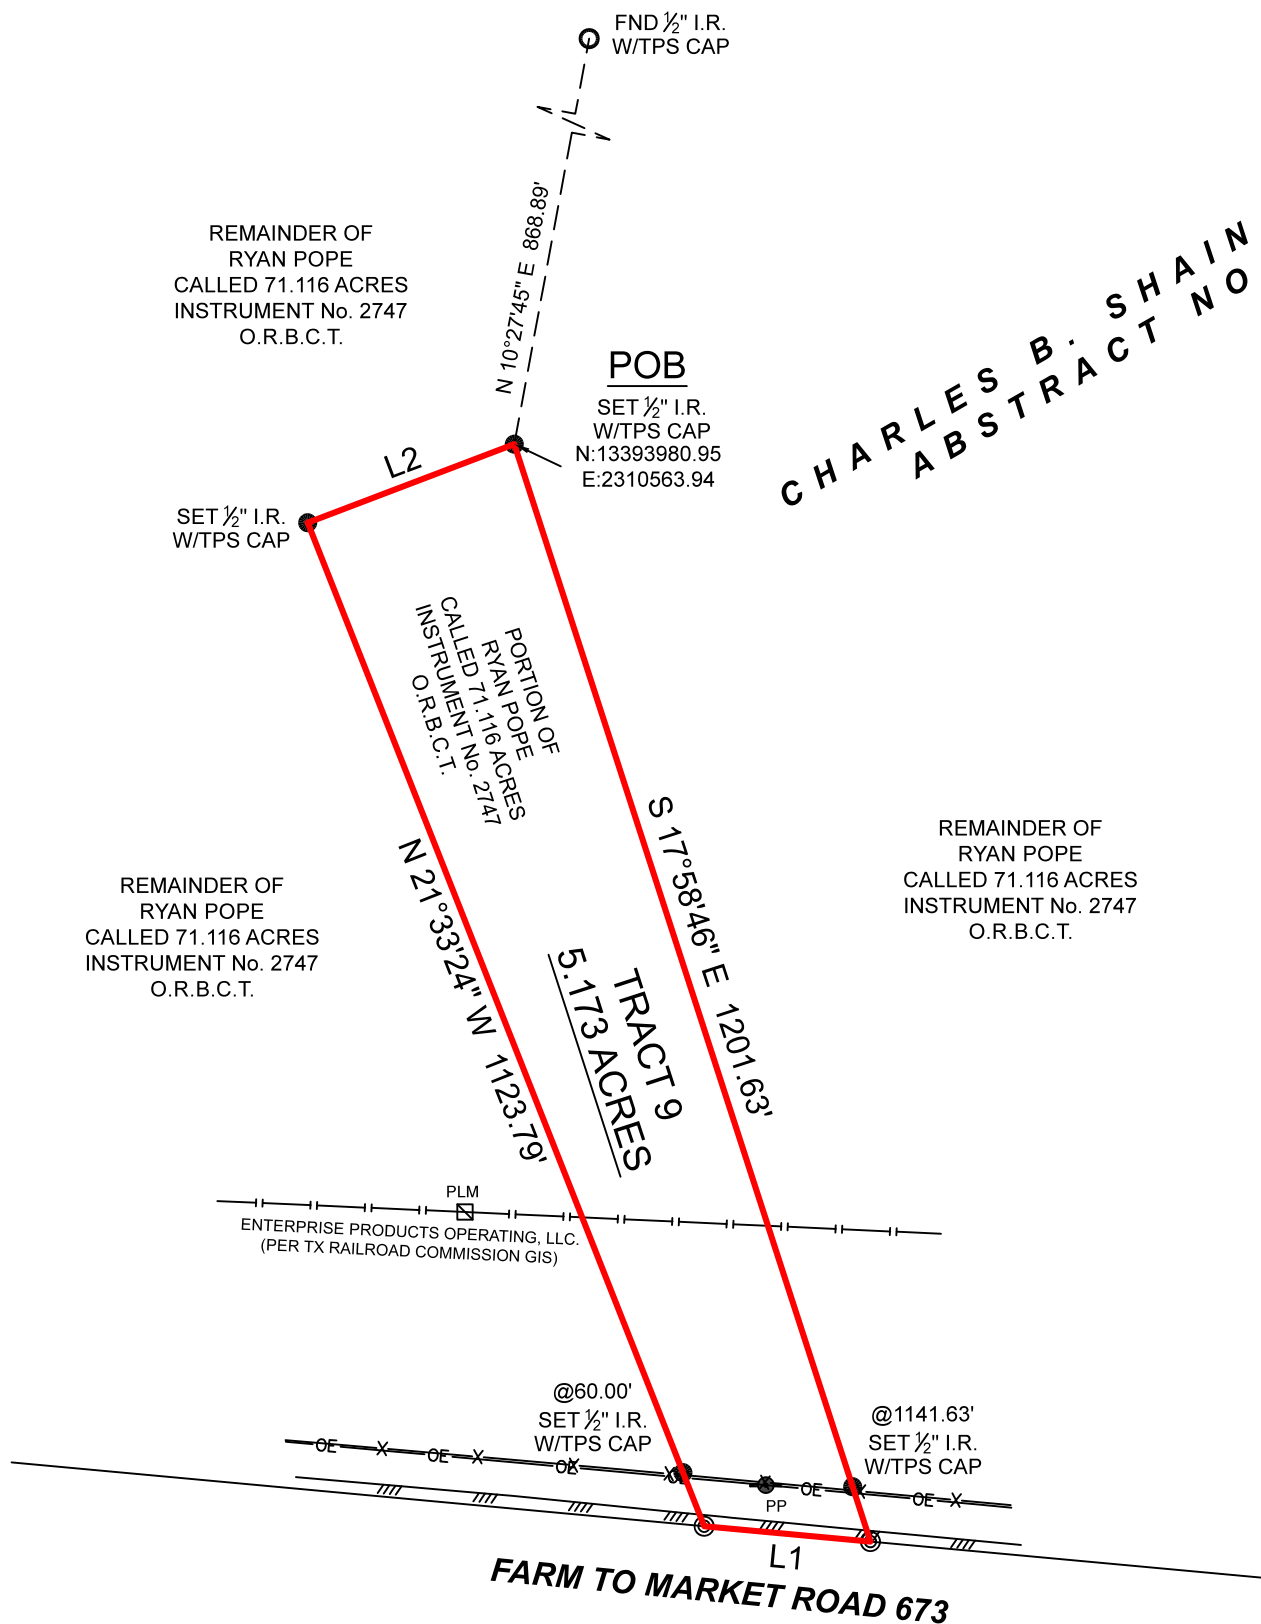 FND ½" I.R.
W/TPS CAP
N 10°27'45" E 868.89'
REMAINDER OF
RYAN POPE
CALLED 71.116 ACRES
INSTRUMENT No. 2747
O.R.B.C.T.
CHARLES B. SHAIN
ABSTRACT NO
POB
SET ½" I.R.
W/TPS CAP
N:13393980.95
E:2310563.94
L2
SET ½" I.R.
W/TPS CAP
PORTION OF
RYAN POPE
CALLED 71.116 ACRES
INSTRUMENT No. 2747
O.R.B.C.T.
S 17°58'46" E 1201.63'
N 21°33'24" W 1123.79'
REMAINDER OF
RYAN POPE
CALLED 71.116 ACRES
INSTRUMENT No. 2747
O.R.B.C.T.
REMAINDER OF
RYAN POPE
CALLED 71.116 ACRES
INSTRUMENT No. 2747
O.R.B.C.T.
TRACT 9
5.173 ACRES
PLM
ENTERPRISE PRODUCTS OPERATING, LLC.
(PER TX RAILROAD COMMISSION GIS)
@60.00'
SET ½" I.R.
W/TPS CAP
@1141.63'
SET ½" I.R.
W/TPS CAP
OE X OE X OE X X OE X OE X OE X
PP
L1
FARM TO MARKET ROAD 673